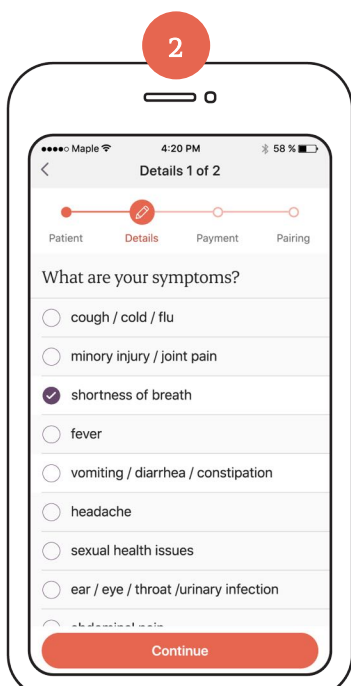 2
Maple 4:20 PM 58 %
Details 1 of 2
Patient Details Payment Pairing
What are your symptoms?
cough / cold / flu
minory injury / joint pain
shortness of breath
fever
vomiting / diarrhea / constipation
headache
sexual health issues
ear / eye / throat /urinary infection
abdominal pain
Continue